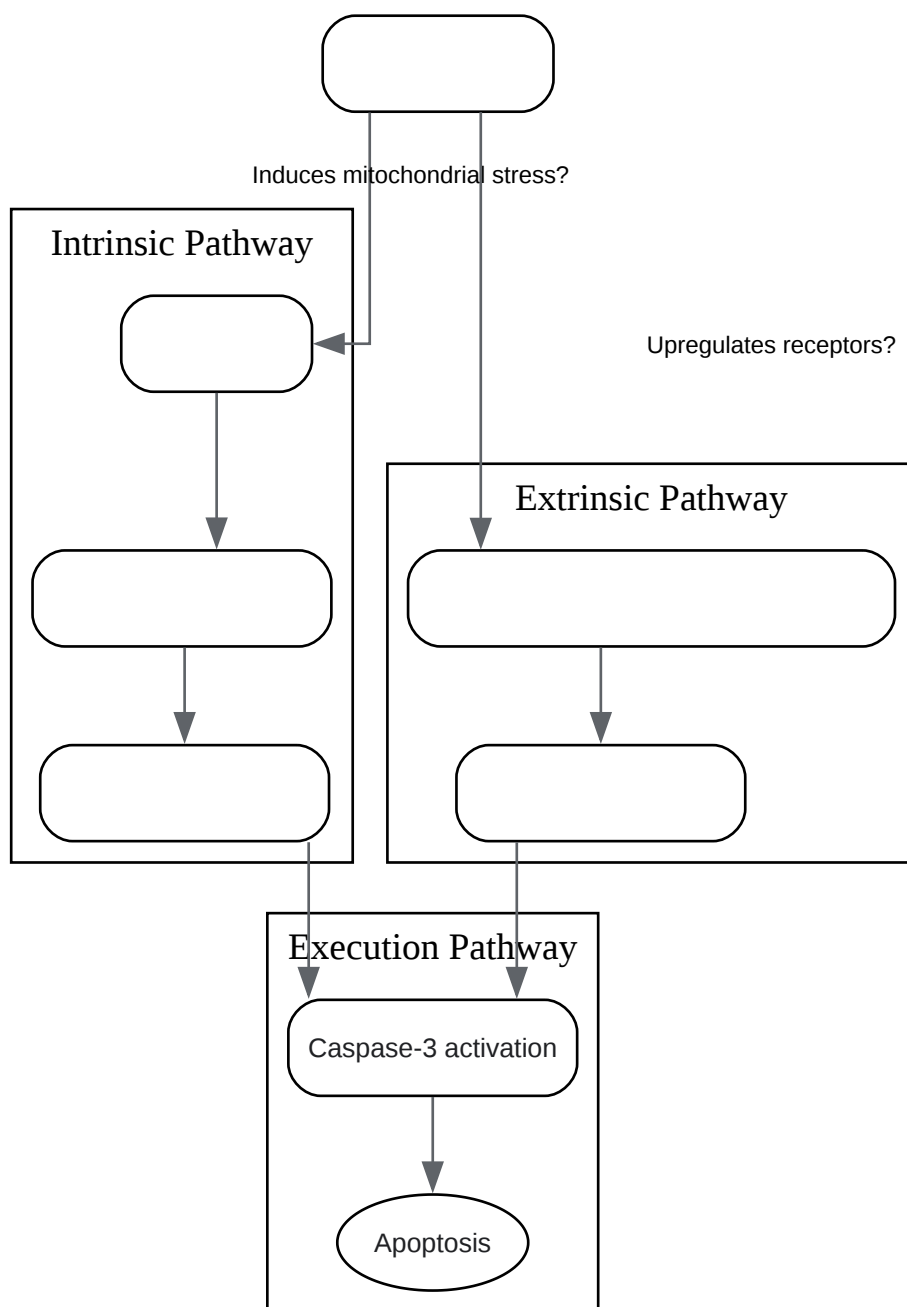 Induces mitochondrial stress?
Intrinsic Pathway
Upregulates receptors?
Extrinsic Pathway
Execution Pathway
Caspase-3 activation
Apoptosis